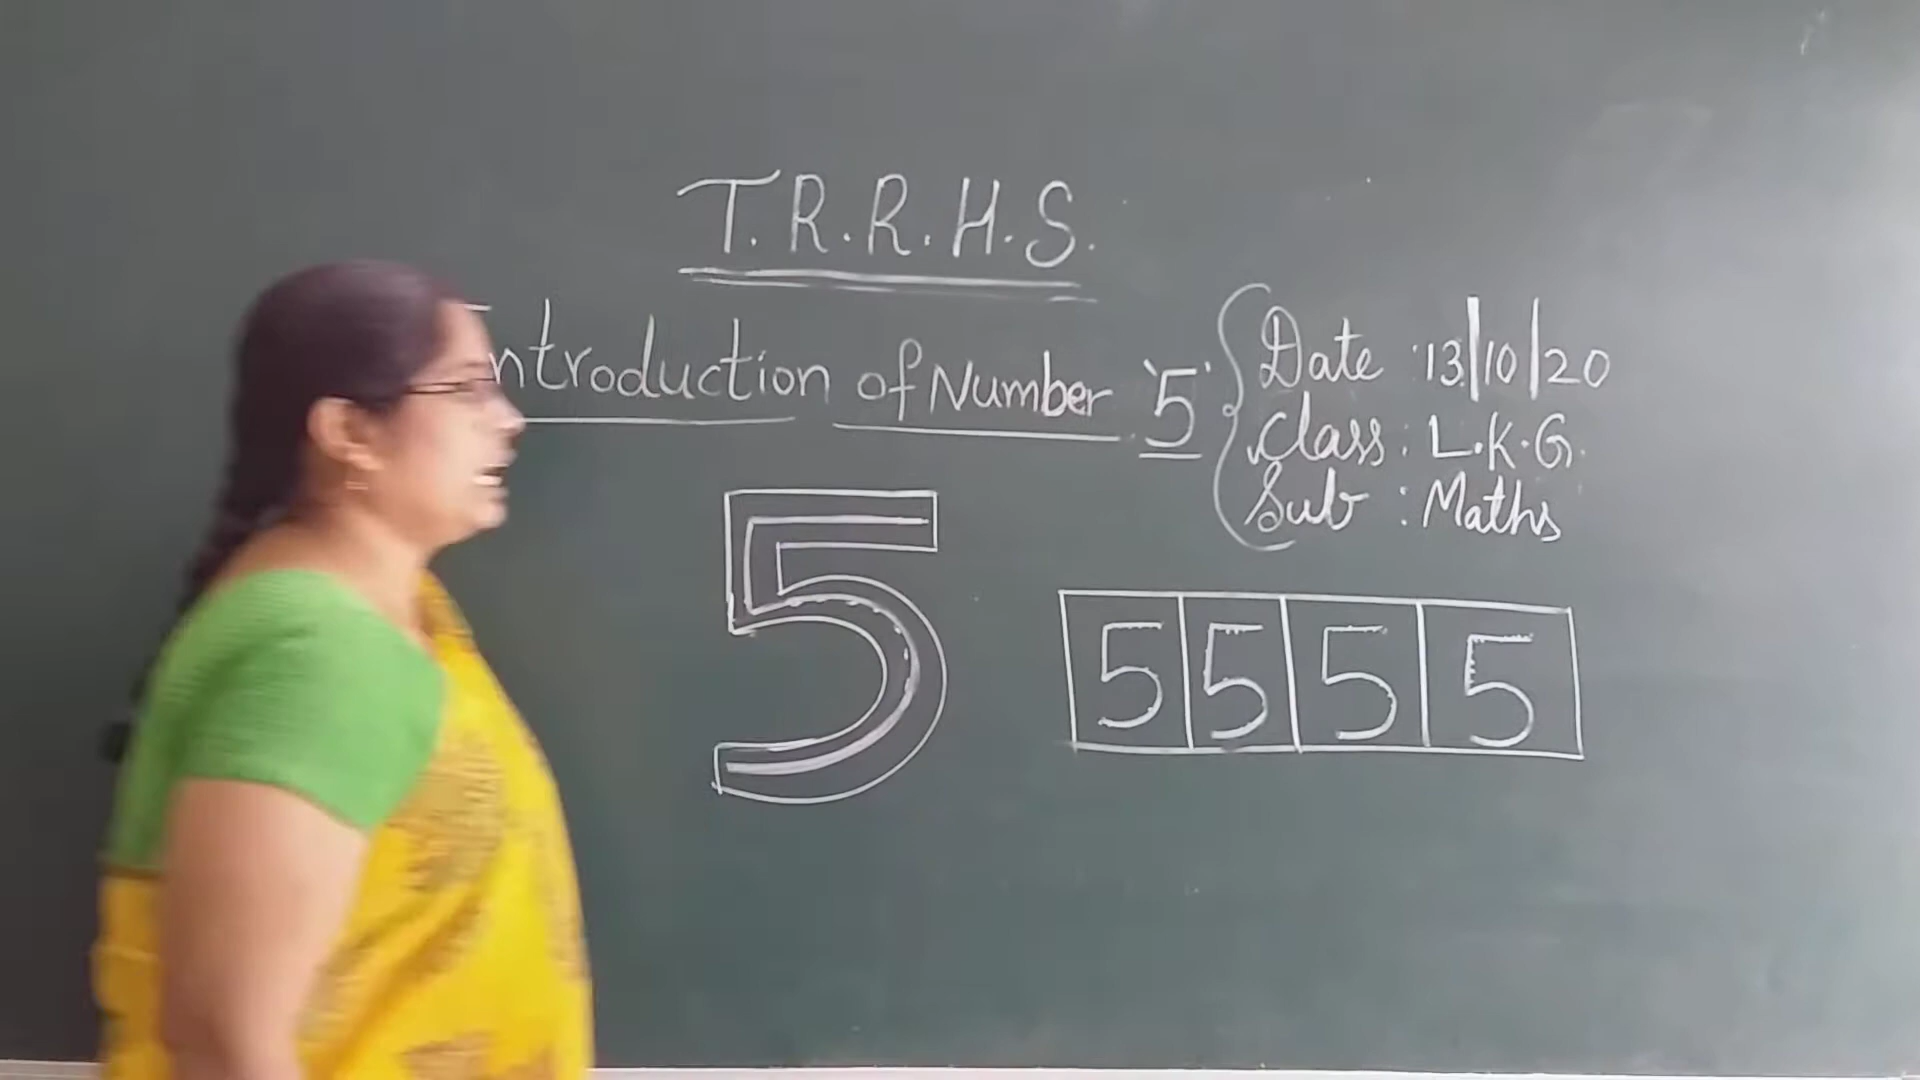 T.R.R.H.S.
Introduction of Number '5'
Date : 13/10/20
Class : L.K.G.
Sub : Maths
5
5 5 5 5